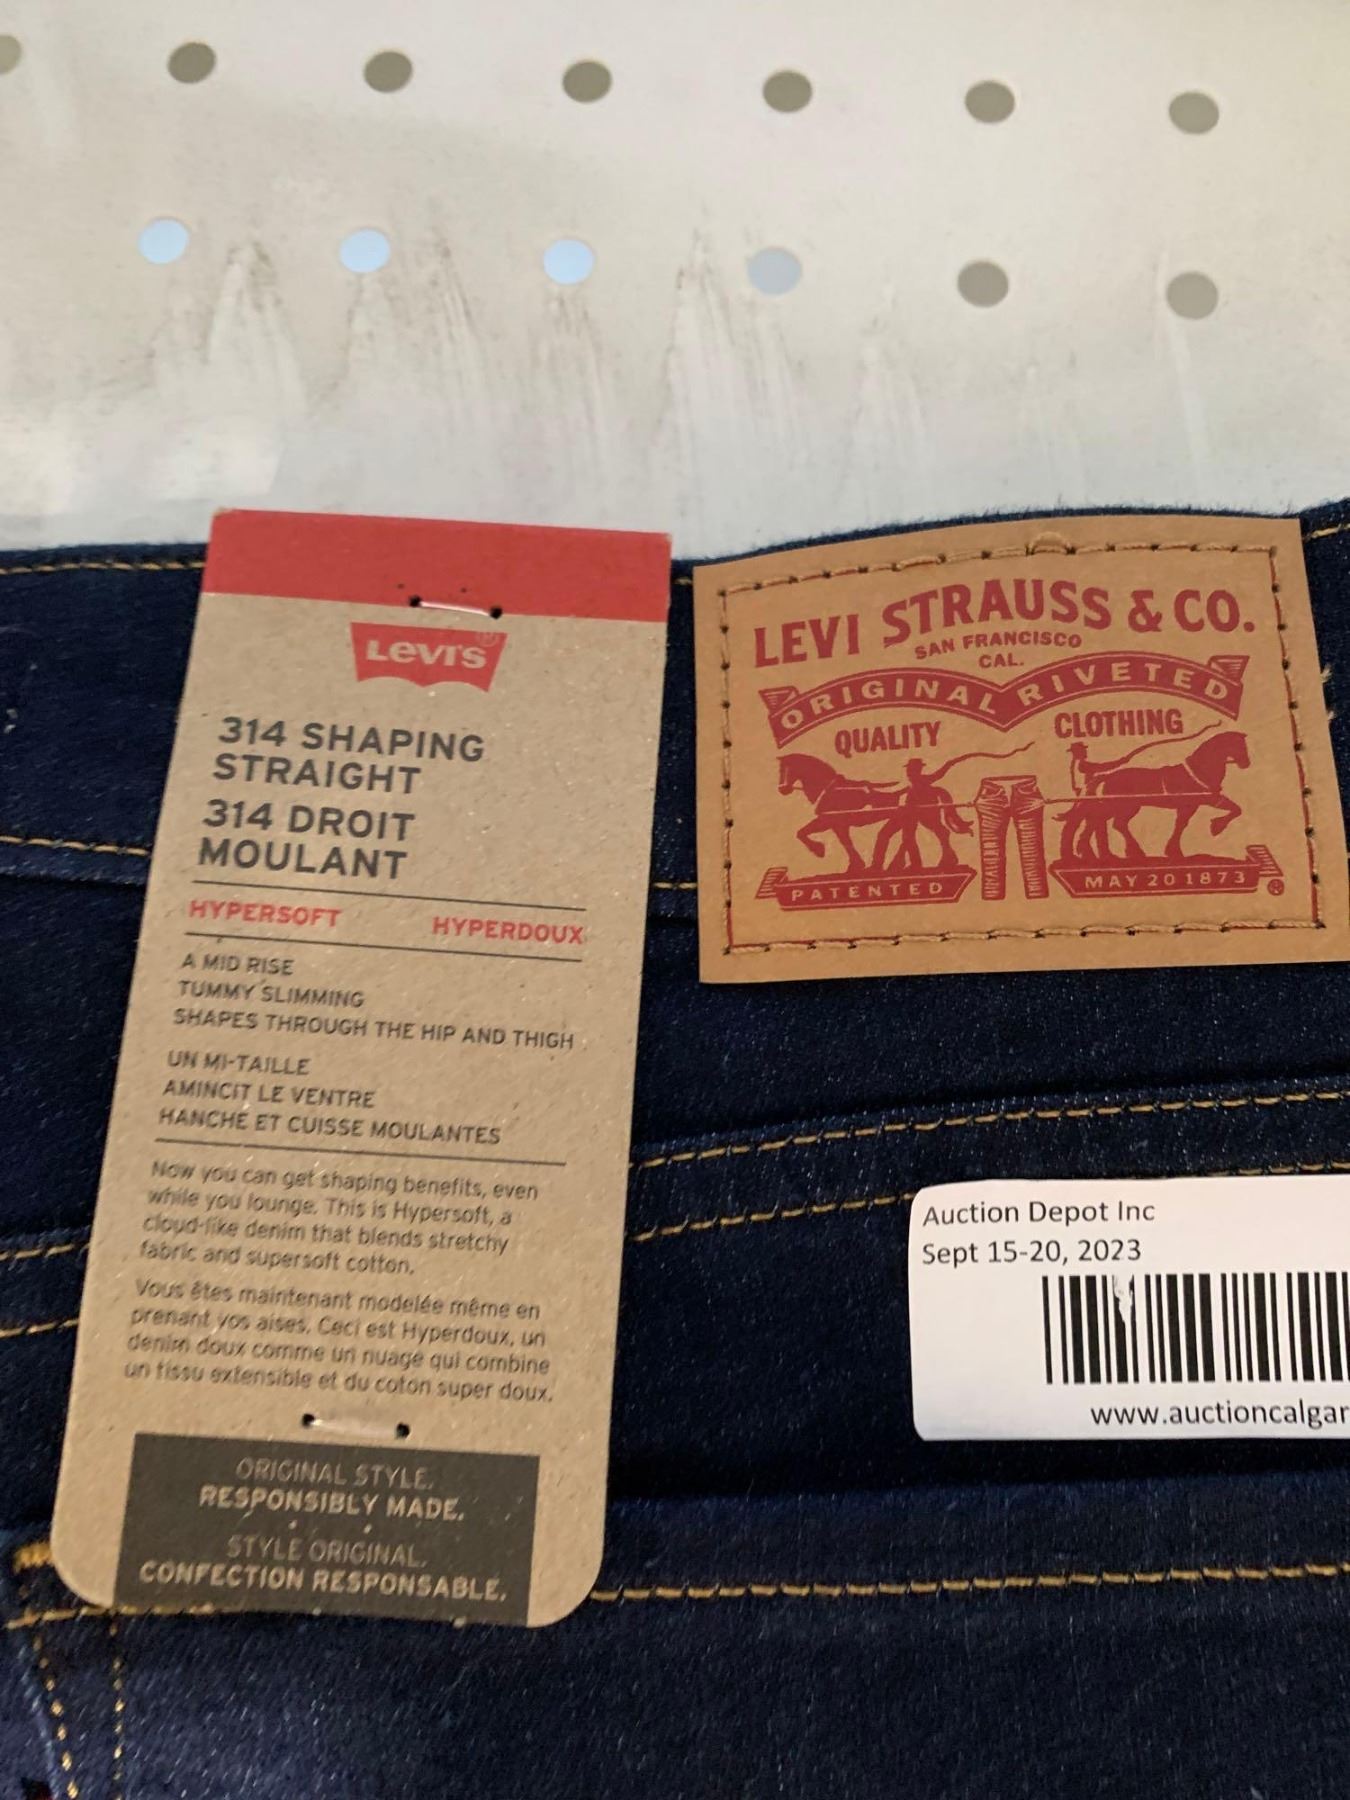 Levi's
314 SHAPING
STRAIGHT
314 DROIT
MOULANT
HYPERSOFT HYPERDOUX
A MID RISE
TUMMY SLIMMING
SHAPES THROUGH THE HIP AND THIGH
UN MI-TAILLE
AMINCIT LE VENTRE
HANCHE ET CUISSE MOULANTES
Now you can get shaping benefits, even
while you lounge. This is Hypersoft, a
cloud-like denim that blends stretchy
fabric and supersoft cotton.
Vous êtes maintenant modelée même en
prenant vos aises. Ceci est Hyperdoux, un
denim doux comme un nuage qui combine
un tissu extensible et du coton super doux.
ORIGINAL STYLE.
RESPONSIBLY MADE.
STYLE ORIGINAL.
CONFECTION RESPONSABLE.
LEVI STRAUSS & CO.
SAN FRANCISCO
CAL.
ORIGINAL RIVETED
QUALITY CLOTHING
PATENTED MAY 20 1873 ®
Auction Depot Inc
Sept 15-20, 2023
www.auctioncalgar